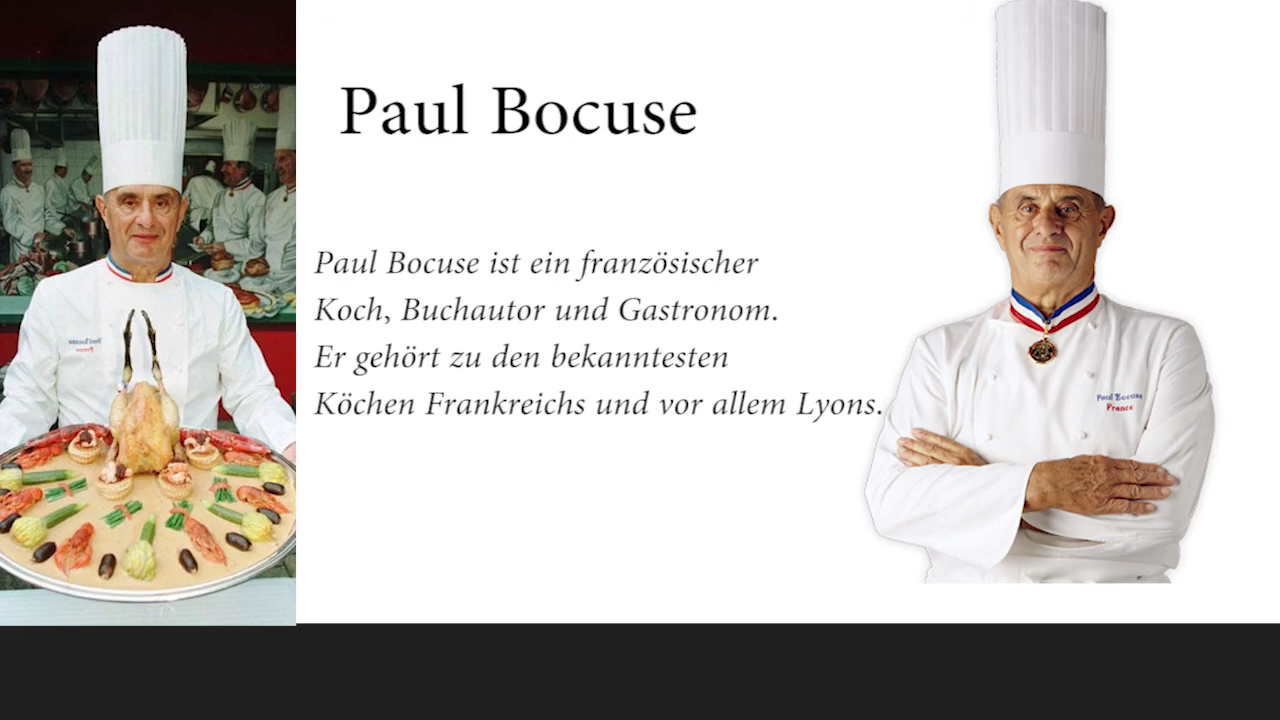 Paul Bocuse
Paul Bocuse ist ein französischer
Koch, Buchautor und Gastronom.
Er gehört zu den bekanntesten
Köchen Frankreichs und vor allem Lyons.
Paul Bocuse
France